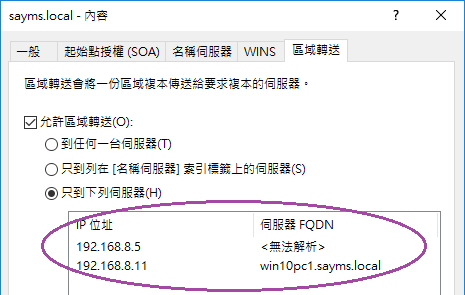 sayms.local - 內容
一般 起始點授權 (SOA) 名稱伺服器 WINS 區域轉送
區域轉送會將一份區域複本傳送給要求複本的伺服器。
允許區域轉送(O):
到任何一台伺服器(T)
只到列在 [名稱伺服器] 索引標籤上的伺服器(S)
只到下列伺服器(H)
IP 位址 伺服器 FQDN
192.168.8.5 <無法解析>
192.168.8.11 win10pc1.sayms.local